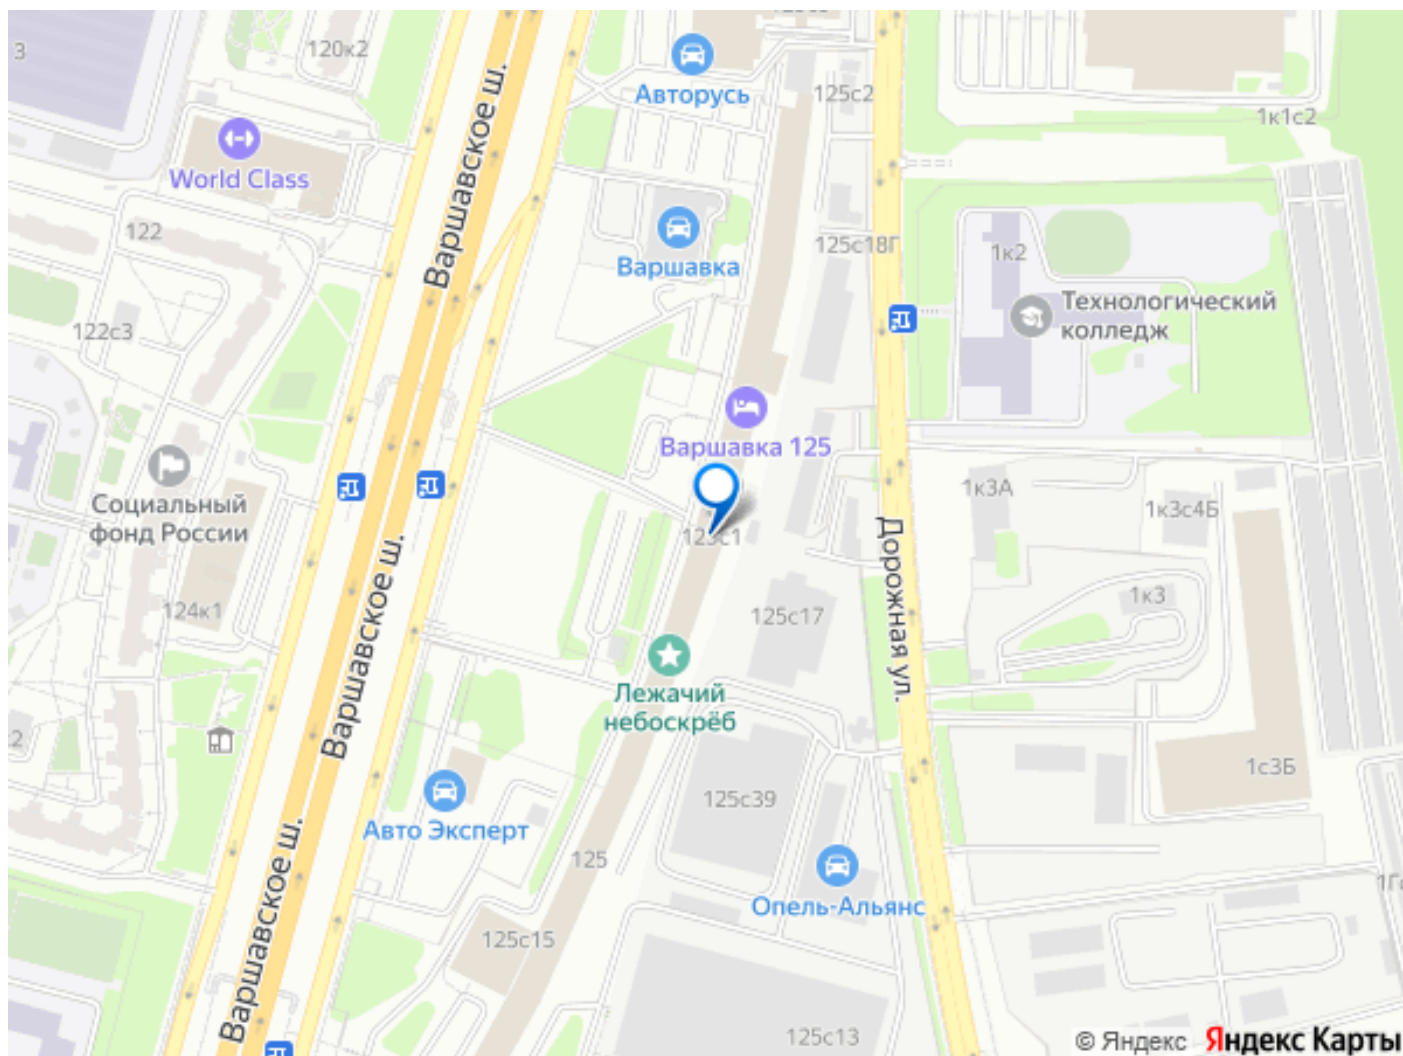 3
120к2
Авторусь
125с2
1к1с2
World Class
Варшавское ш.
122
Варшавка
125с18Г
1к2
Технологический
колледж
122с3
Варшавка 125
Социальный
фонд России
124к1
1к3А
1к3с4Б
125с1
Дорожная ул.
1к3
125с17
Варшавское ш.
Лежачий
небоскрёб
2
1с3Б
125с39
Авто Эксперт
125
Опель-Альянс
Варшавское ш.
125с15
125с13
© Яндекс Яндекс Карты